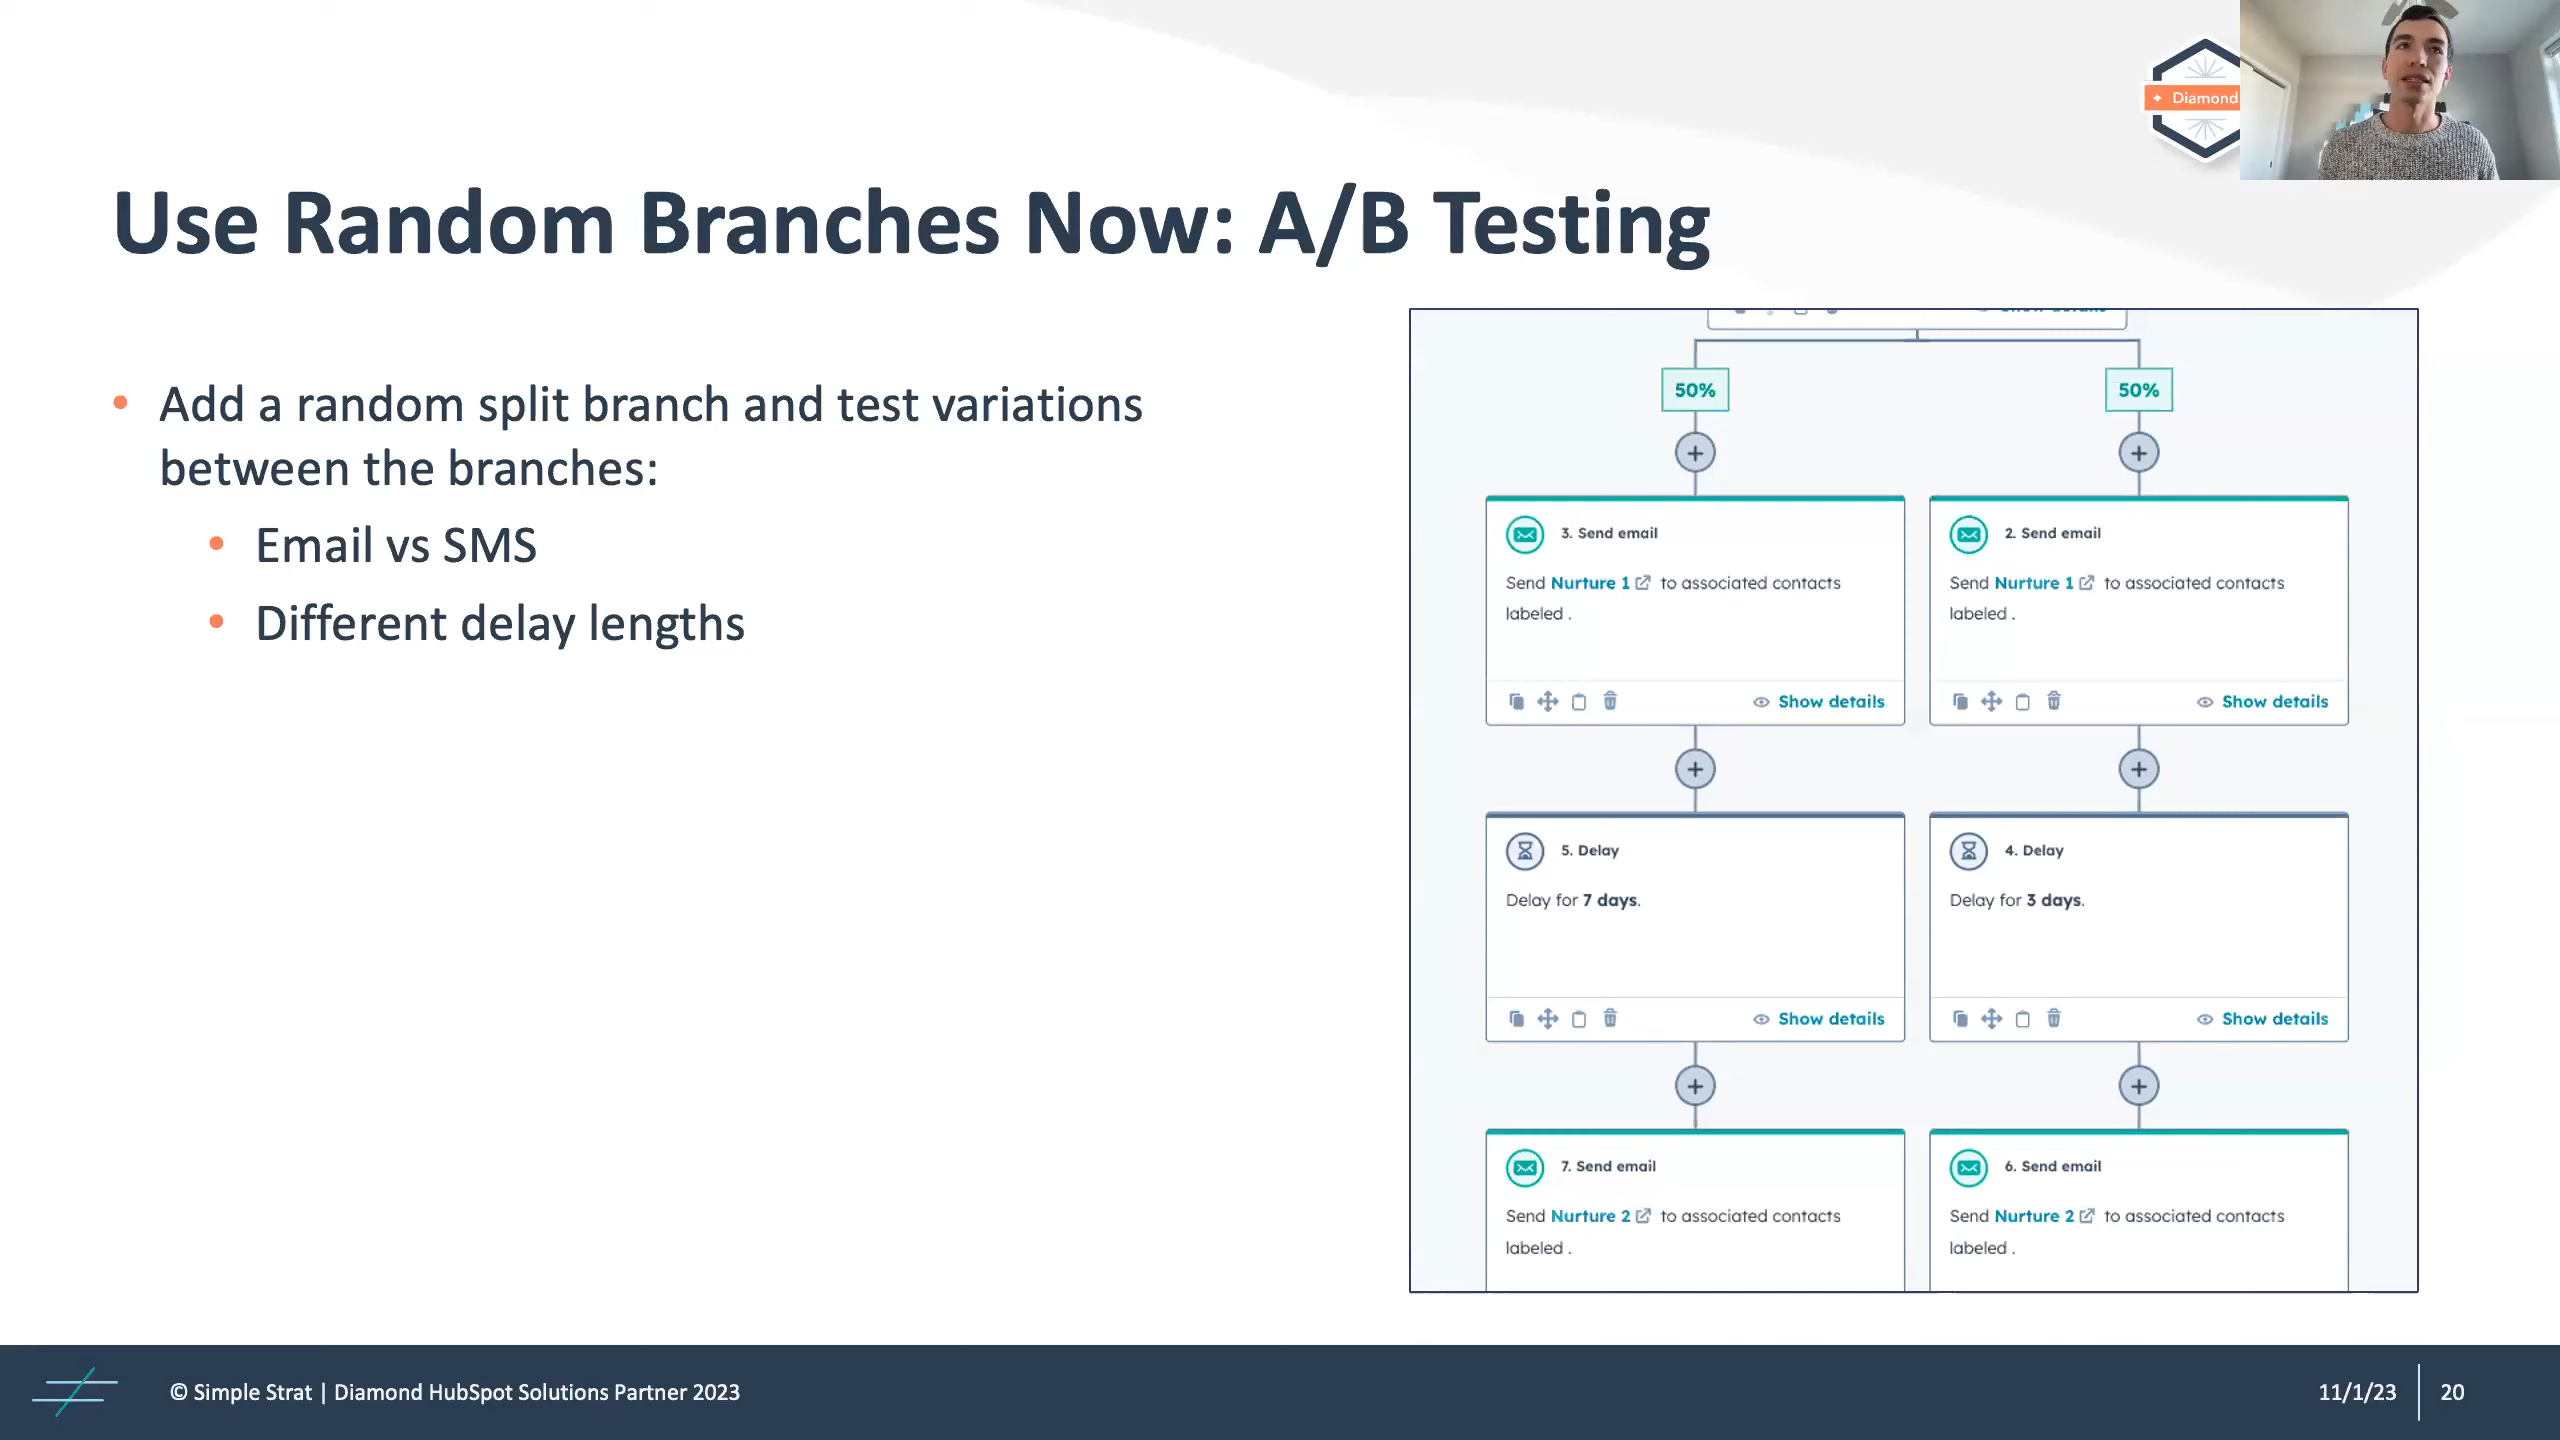 Diamond
Use Random Branches Now: A/B Testing
• Add a random split branch and test variations
between the branches:
• Email vs SMS
• Different delay lengths
50%
50%
3. Send email
Send Nurture 1 to associated contacts
labeled .
Show details
2. Send email
Send Nurture 1 to associated contacts
labeled .
Show details
5. Delay
Delay for 7 days.
Show details
4. Delay
Delay for 3 days.
Show details
7. Send email
Send Nurture 2 to associated contacts
labeled .
6. Send email
Send Nurture 2 to associated contacts
labeled .
© Simple Strat | Diamond HubSpot Solutions Partner 2023
11/1/23
20